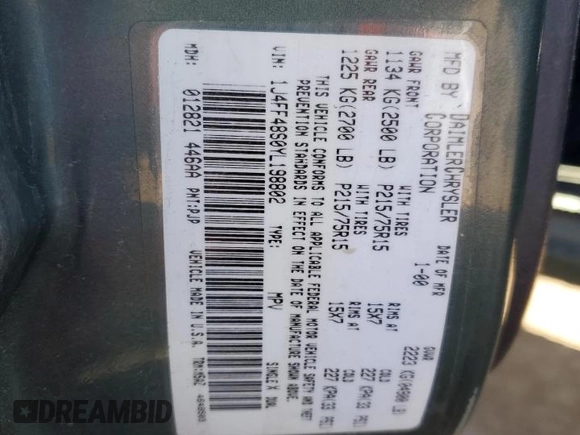 MFD BY DAIMLERCHRYSLER CORPORATION
DATE OF MFR 1-00
GVWR 2223 KG(04900 LB)
GAWR FRONT WITH TIRES RIMS AT COLD
1134 KG(2500 LB) P215/75R15 15X7 227 KPA(33 PSI)
GAWR REAR WITH TIRES RIMS AT COLD
1225 KG(2700 LB) P215/75R15 15X7 227 KPA(33 PSI)
THIS VEHICLE CONFORMS TO ALL APPLICABLE FEDERAL MOTOR VEHICLE SAFETY AND THEFT
PREVENTION STANDARDS IN EFFECT ON THE DATE OF MANUFACTURE SHOWN ABOVE.
VIN: 1J4FF48S0YL198802 TYPE: MPV SINGLE X DUAL
MDH: 012821 446AA PNT:PJP VEHICLE MADE IN U.S.A.
DREAMBID